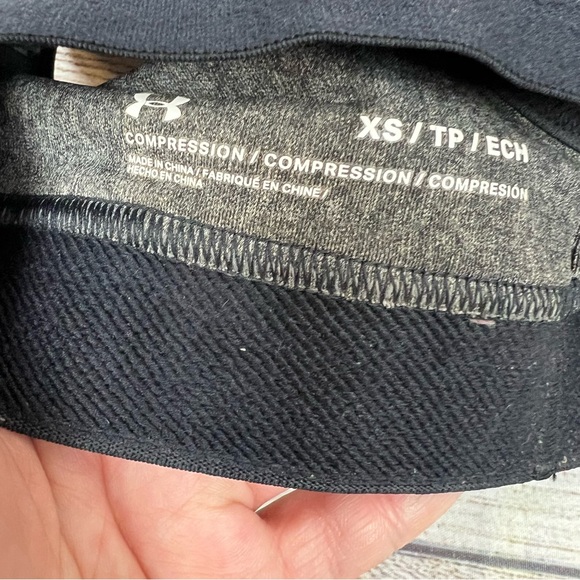 XS / TP / ECH
COMPRESSION / COMPRESSION / COMPRESIÓN
MADE IN CHINA / FABRIQUÉ EN CHINE /
HECHO EN CHINA